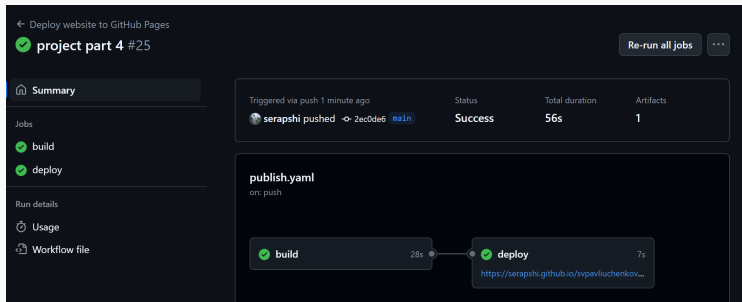 ← Deploy website to GitHub Pages
project part 4 #25
Re-run all jobs
Summary
Jobs
build
deploy
Run details
Usage
Workflow file
Triggered via push 1 minute ago
serapshi pushed 2ec0de6 main
Status
Success
Total duration
56s
Artifacts
1
publish.yaml
on: push
build 28s
deploy 7s
https://serapshi.github.io/svpavliuchenkov...